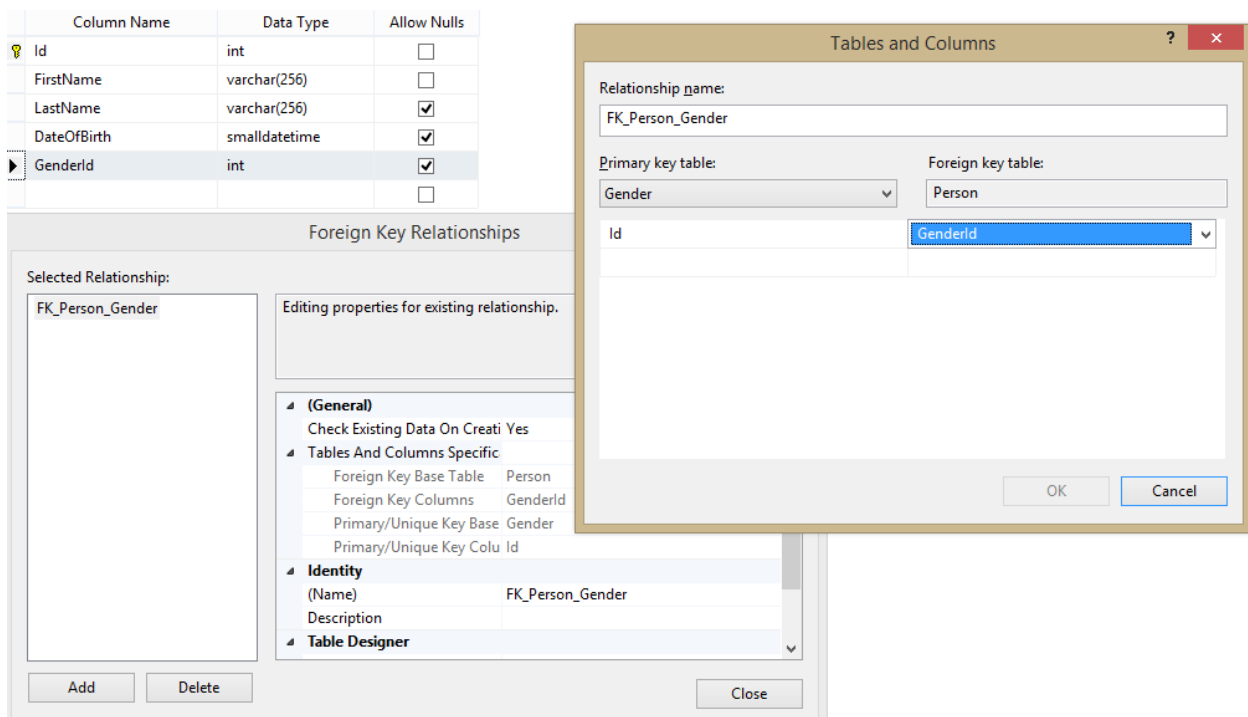 Column Name Data Type Allow Nulls
Id int
FirstName varchar(256)
LastName varchar(256)
DateOfBirth smalldatetime
GenderId int
Foreign Key Relationships
Selected Relationship:
FK_Person_Gender
Editing properties for existing relationship.
(General)
Check Existing Data On Creati Yes
Tables And Columns Specific
Foreign Key Base Table Person
Foreign Key Columns GenderId
Primary/Unique Key Base Gender
Primary/Unique Key Colu Id
Identity
(Name) FK_Person_Gender
Description
Table Designer
Add Delete
Close
Tables and Columns ?
Relationship name:
FK_Person_Gender
Primary key table: Foreign key table:
Gender Person
Id GenderId
OK Cancel